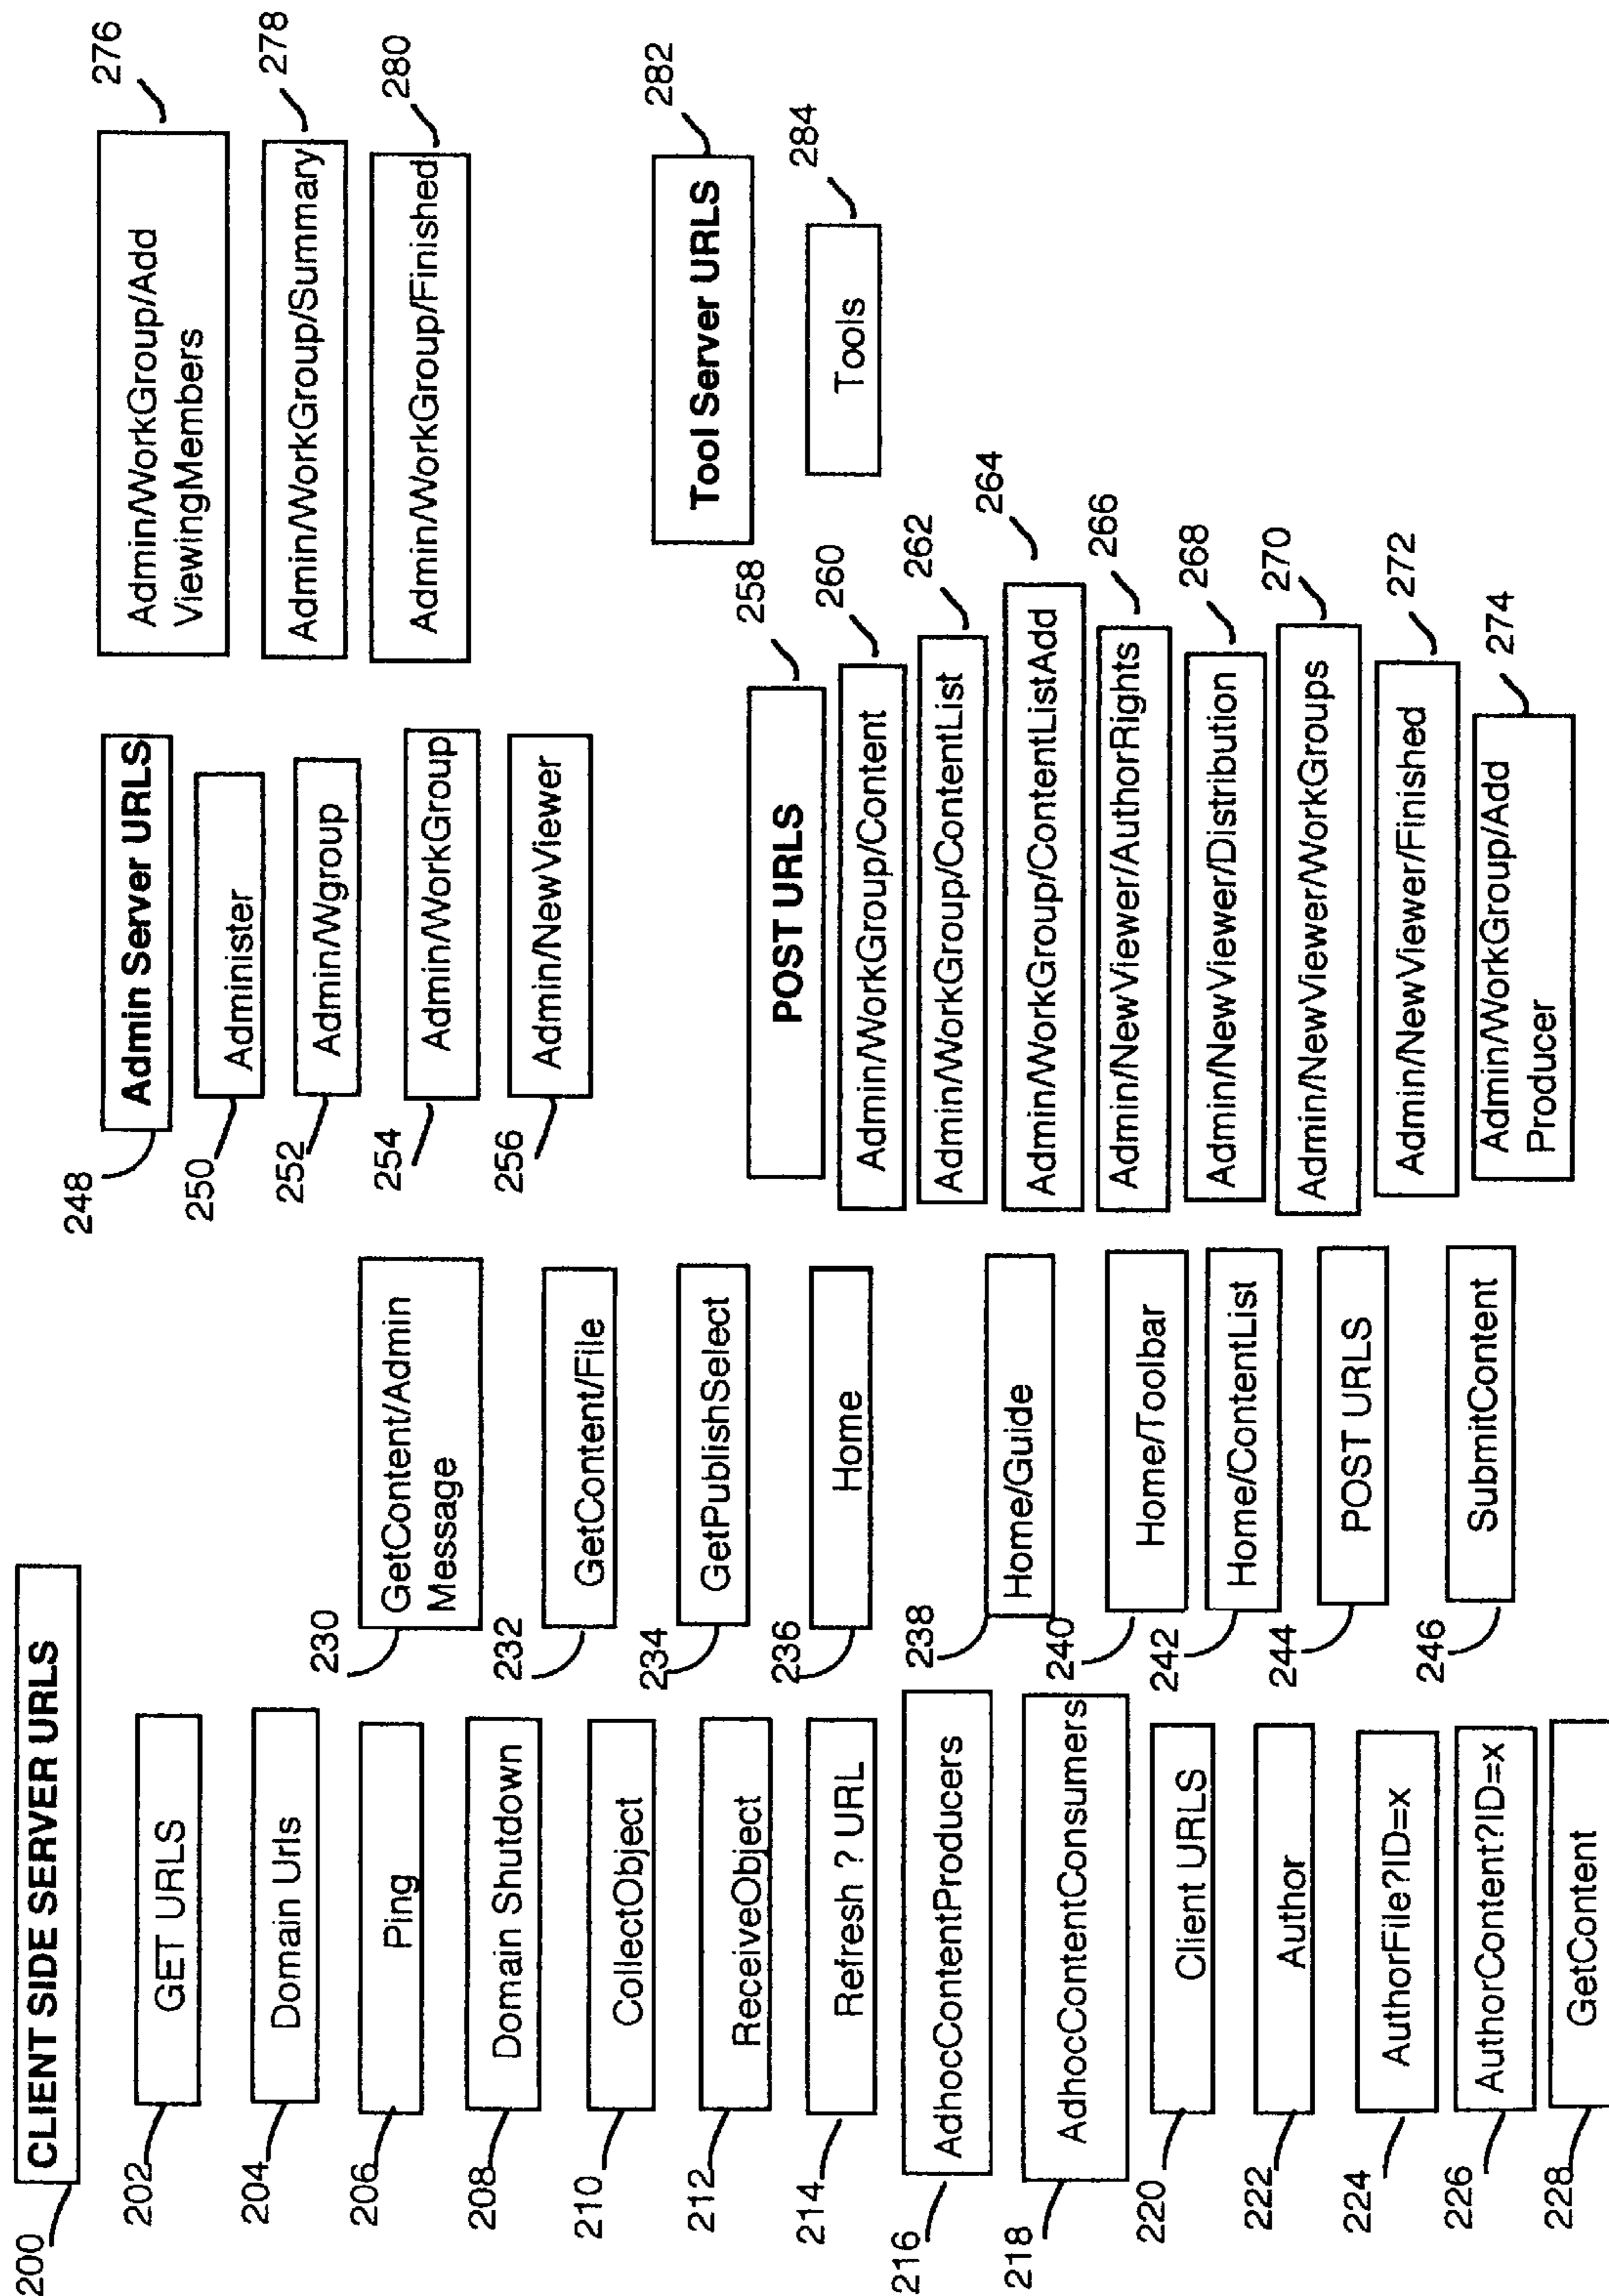 200
CLIENT SIDE SERVER URLS
202
GET URLS
204
Domain Urls
206
Ping
208
Domain Shutdown
210
CollectObject
212
ReceiveObject
214
Refresh ? URL
216
AdhocContentProducers
218
AdhocContentConsumers
220
Client URLS
222
Author
224
AuthorFile?ID=x
226
AuthorContent?ID=x
228
GetContent
230
GetContent/Admin
Message
232
GetContent/File
234
GetPublishSelect
236
Home
238
Home/Guide
240
Home/Toolbar
242
Home/ContentList
244
POST URLS
246
SubmitContent
248
Admin Server URLS
250
Administer
252
Admin/Wgroup
254
Admin/WorkGroup
256
Admin/NewViewer
POST URLS
258
Admin/WorkGroup/Content
260
Admin/WorkGroup/ContentList
262
Admin/WorkGroup/ContentListAdd
264
Admin/NewViewer/AuthorRights
266
Admin/NewViewer/Distribution
268
Admin/NewViewer/WorkGroups
270
Admin/NewViewer/Finished
272
Admin/WorkGroup/Add
Producer
274
Admin/WorkGroup/Add
ViewingMembers
276
Admin/WorkGroup/Summary
278
Admin/WorkGroup/Finished
280
Tool Server URLS
282
Tools
284